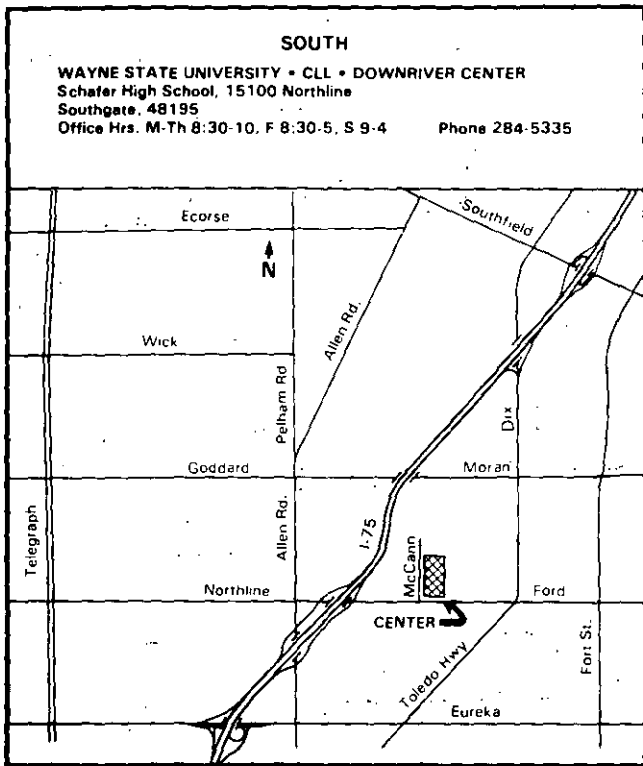 SOUTH
WAYNE STATE UNIVERSITY • CLL • DOWNRIVER CENTER
Schafer High School, 15100 Northline
Southgate, 48195
Office Hrs. M-Th 8:30-10, F 8:30-5, S 9-4 Phone 284-5335
Ecorse
Southfield
N
Allen Rd.
Wick
Pelham Rd
Dix
Goddard
Moran
Telegraph
Allen Rd.
I-75
McCann
Northline
Ford
CENTER
Toledo Hwy
Fort St.
Eureka